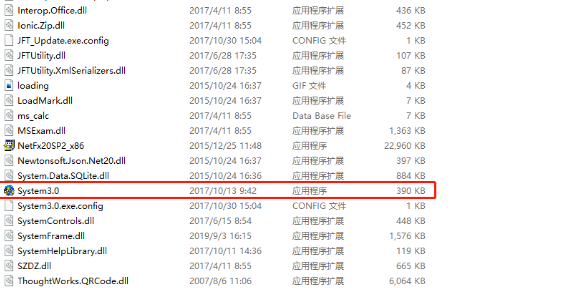 Interop.Office.dll 2017/4/11 8:55 应用程序扩展 436 KB
Ionic.Zip.dll 2017/4/11 8:55 应用程序扩展 452 KB
JFT_Update.exe.config 2017/10/30 15:04 CONFIG 文件 1 KB
JFTUtility.dll 2017/6/28 17:35 应用程序扩展 107 KB
JFTUtility.XmlSerializers.dll 2017/6/28 17:35 应用程序扩展 87 KB
loading 2015/10/24 16:37 GIF 文件 4 KB
LoadMark.dll 2015/10/24 16:37 应用程序扩展 7 KB
ms_calc 2017/4/11 8:55 Data Base File 7 KB
MSExam.dll 2017/4/11 8:55 应用程序扩展 1,363 KB
NetFx20SP2_x86 2015/12/25 11:48 应用程序 22,960 KB
Newtonsoft.Json.Net20.dll 2015/10/24 16:37 应用程序扩展 397 KB
System.Data.SQLite.dll 2015/10/24 16:36 应用程序扩展 884 KB
System3.0 2017/10/13 9:42 应用程序 390 KB
System3.0.exe.config 2017/10/30 15:04 CONFIG 文件 1 KB
SystemControls.dll 2017/6/15 8:54 应用程序扩展 448 KB
SystemFrame.dll 2019/9/3 16:15 应用程序扩展 1,576 KB
SystemHelpLibrary.dll 2017/10/11 14:36 应用程序扩展 119 KB
SZDZ.dll 2017/4/11 8:55 应用程序扩展 665 KB
ThoughtWorks.QRCode.dll 2007/8/6 11:06 应用程序扩展 6,064 KB